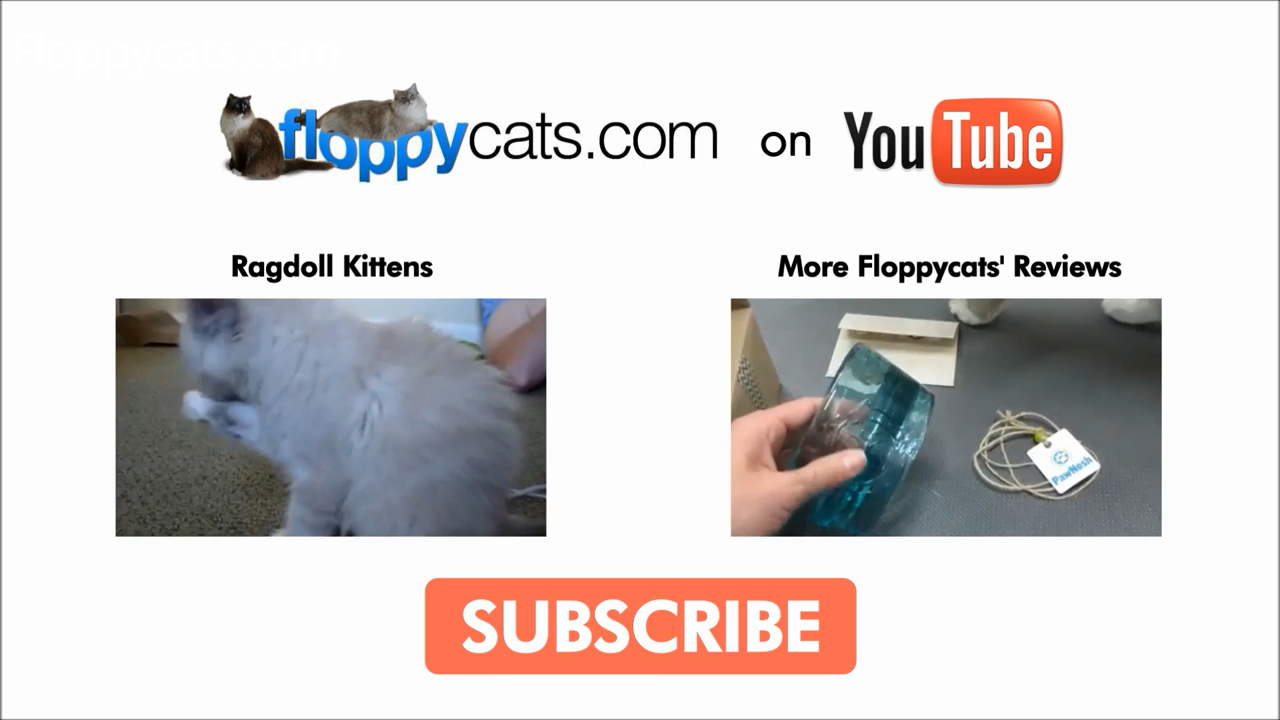 Floppycats.com
floppycats.com on YouTube
Ragdoll Kittens
More Floppycats' Reviews
PawNosh
SUBSCRIBE